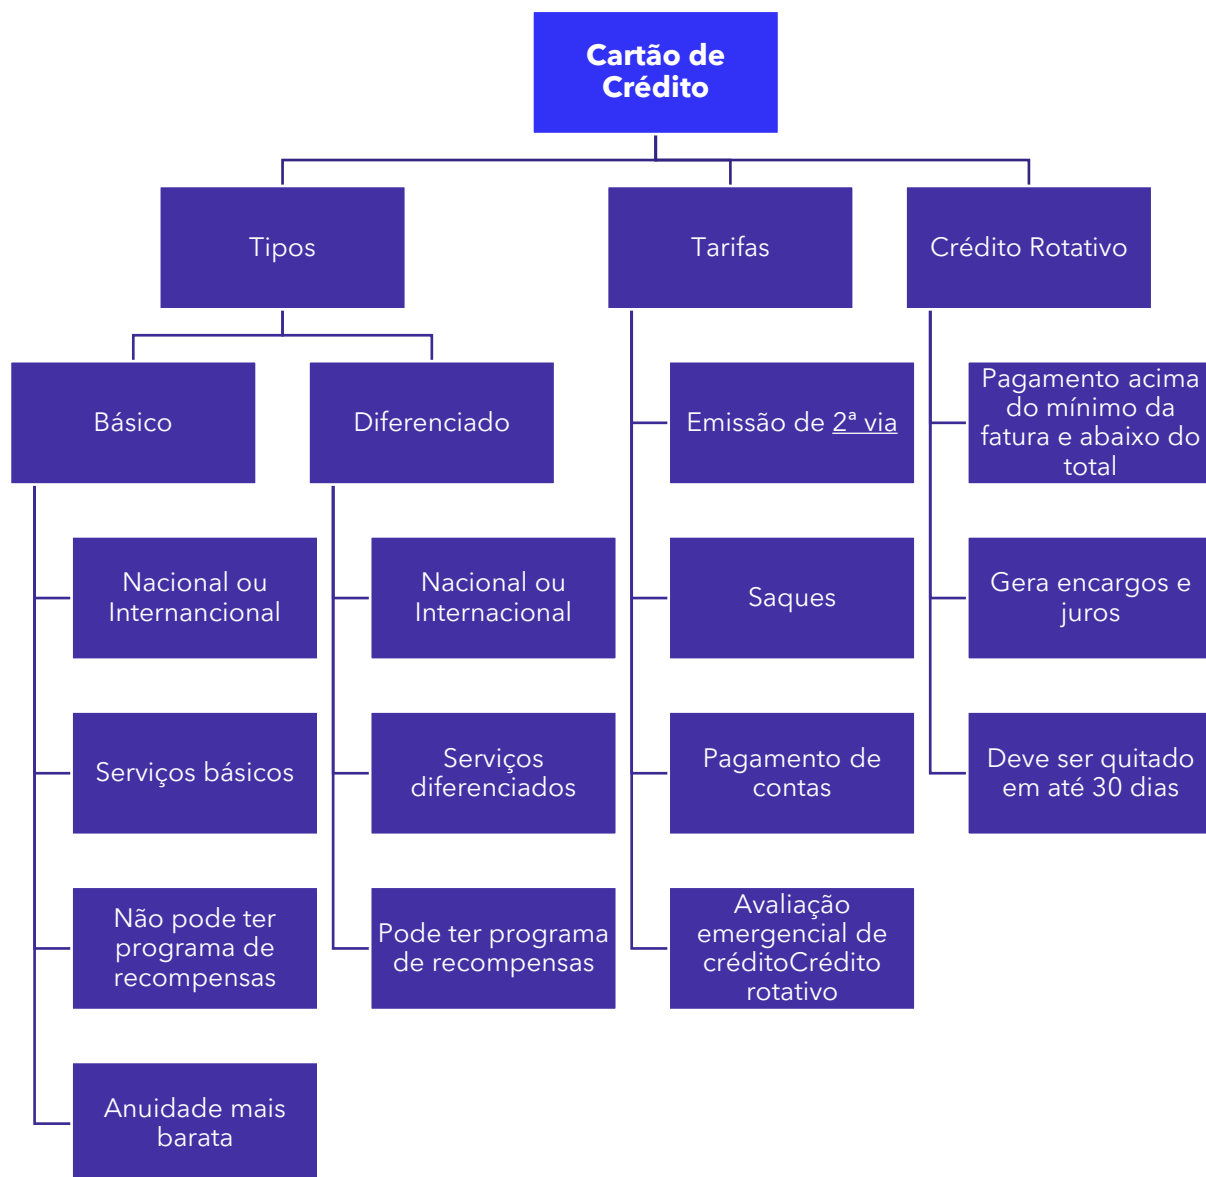 Cartão de
Crédito
Tipos
Tarifas
Crédito Rotativo
Básico
Diferenciado
Emissão de 2ª via
Pagamento acima
do mínimo da
fatura e abaixo do
total
Nacional ou
Internancional
Nacional ou
Internacional
Saques
Gera encargos e
juros
Serviços básicos
Serviços
diferenciados
Pagamento de
contas
Deve ser quitado
em até 30 dias
Não pode ter
programa de
recompensas
Pode ter programa
de recompensas
Avaliação
emergencial de
créditoCrédito
rotativo
Anuidade mais
barata